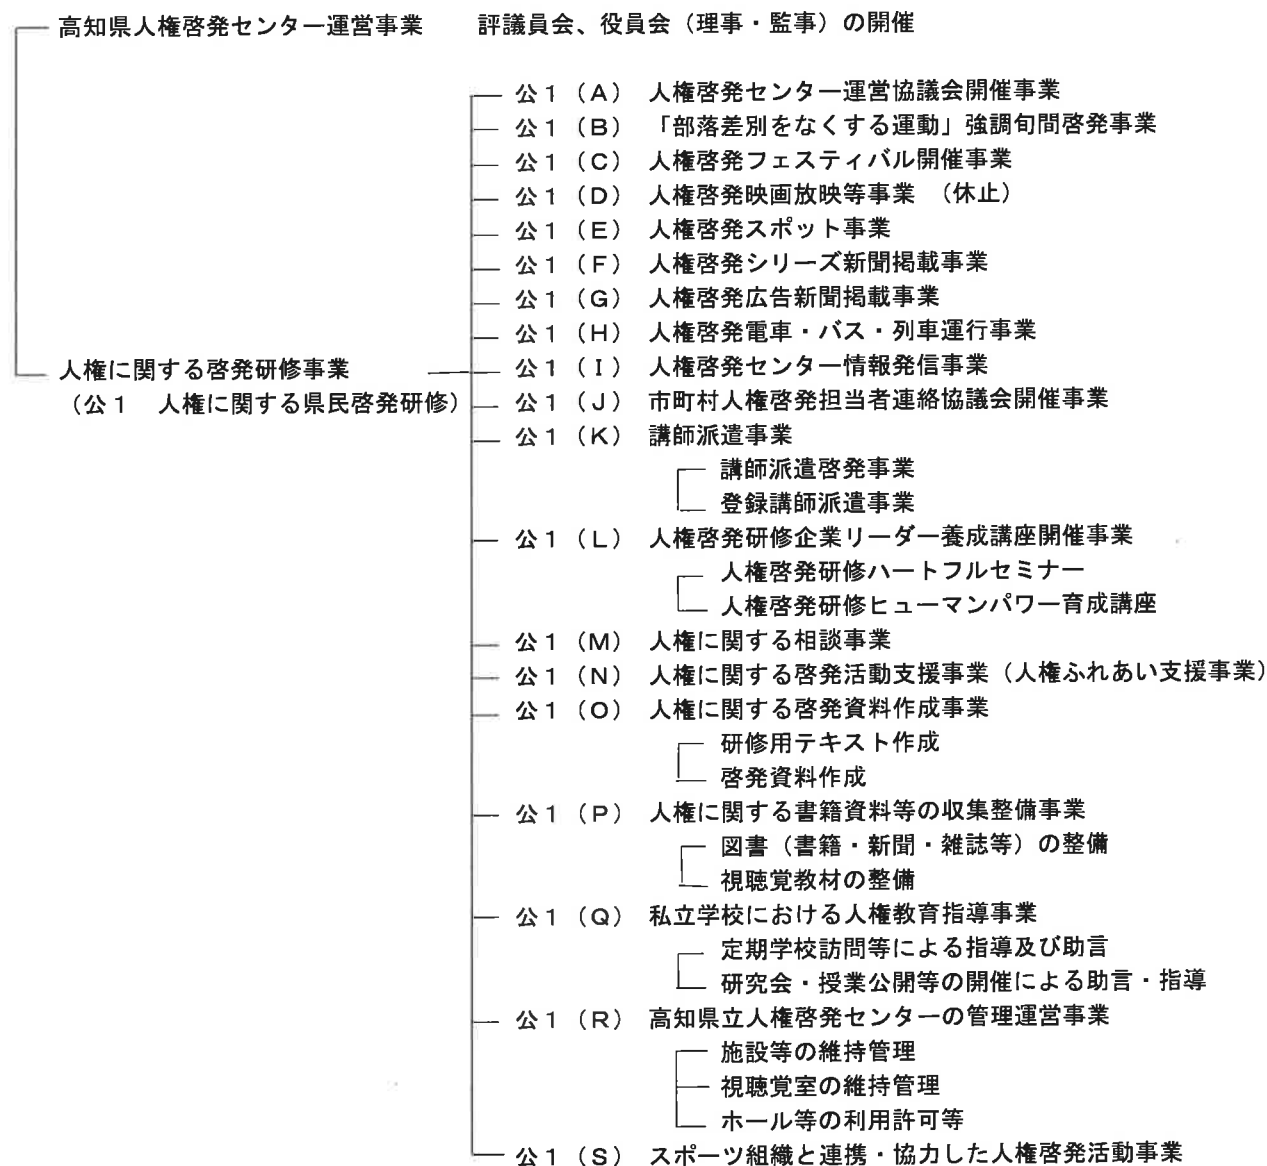 高知県人権啓発センター運営事業　　評議員会、役員会（理事・監事）の開催
公１（Ａ）　人権啓発センター運営協議会開催事業
公１（Ｂ）　「部落差別をなくする運動」強調旬間啓発事業
公１（Ｃ）　人権啓発フェスティバル開催事業
公１（Ｄ）　人権啓発映画放映等事業　（休止）
公１（Ｅ）　人権啓発スポット事業
公１（Ｆ）　人権啓発シリーズ新聞掲載事業
公１（Ｇ）　人権啓発広告新聞掲載事業
公１（Ｈ）　人権啓発電車・バス・列車運行事業
人権に関する啓発研修事業　　公１（Ｉ）　人権啓発センター情報発信事業
（公１　人権に関する県民啓発研修）　公１（Ｊ）　市町村人権啓発担当者連絡協議会開催事業
公１（Ｋ）　講師派遣事業
講師派遣啓発事業
登録講師派遣事業
公１（Ｌ）　人権啓発研修企業リーダー養成講座開催事業
人権啓発研修ハートフルセミナー
人権啓発研修ヒューマンパワー育成講座
公１（Ｍ）　人権に関する相談事業
公１（Ｎ）　人権に関する啓発活動支援事業（人権ふれあい支援事業）
公１（Ｏ）　人権に関する啓発資料作成事業
研修用テキスト作成
啓発資料作成
公１（Ｐ）　人権に関する書籍資料等の収集整備事業
図書（書籍・新聞・雑誌等）の整備
視聴覚教材の整備
公１（Ｑ）　私立学校における人権教育指導事業
定期学校訪問等による指導及び助言
研究会・授業公開等の開催による助言・指導
公１（Ｒ）　高知県立人権啓発センターの管理運営事業
施設等の維持管理
視聴覚室の維持管理
ホール等の利用許可等
公１（Ｓ）　スポーツ組織と連携・協力した人権啓発活動事業